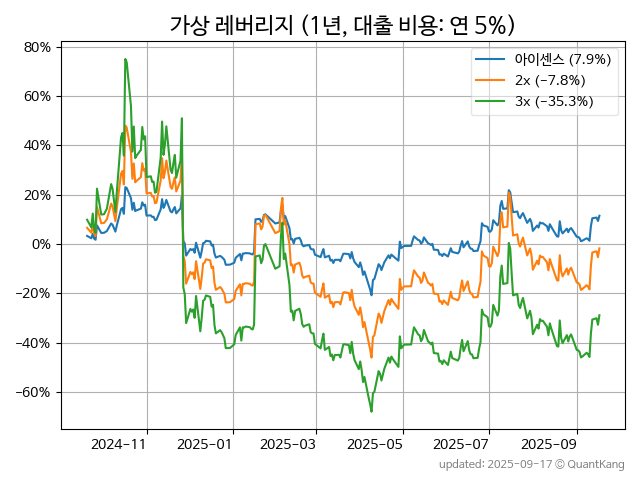 가상 레버리지 (1년, 대출 비용: 연 5%)
80%
60%
40%
20%
0%
−20%
−40%
−60%
아이센스 (7.9%)
2x (−7.8%)
3x (−35.3%)
2024-11
2025-01
2025-03
2025-05
2025-07
2025-09
updated: 2025-09-17 © QuantKang